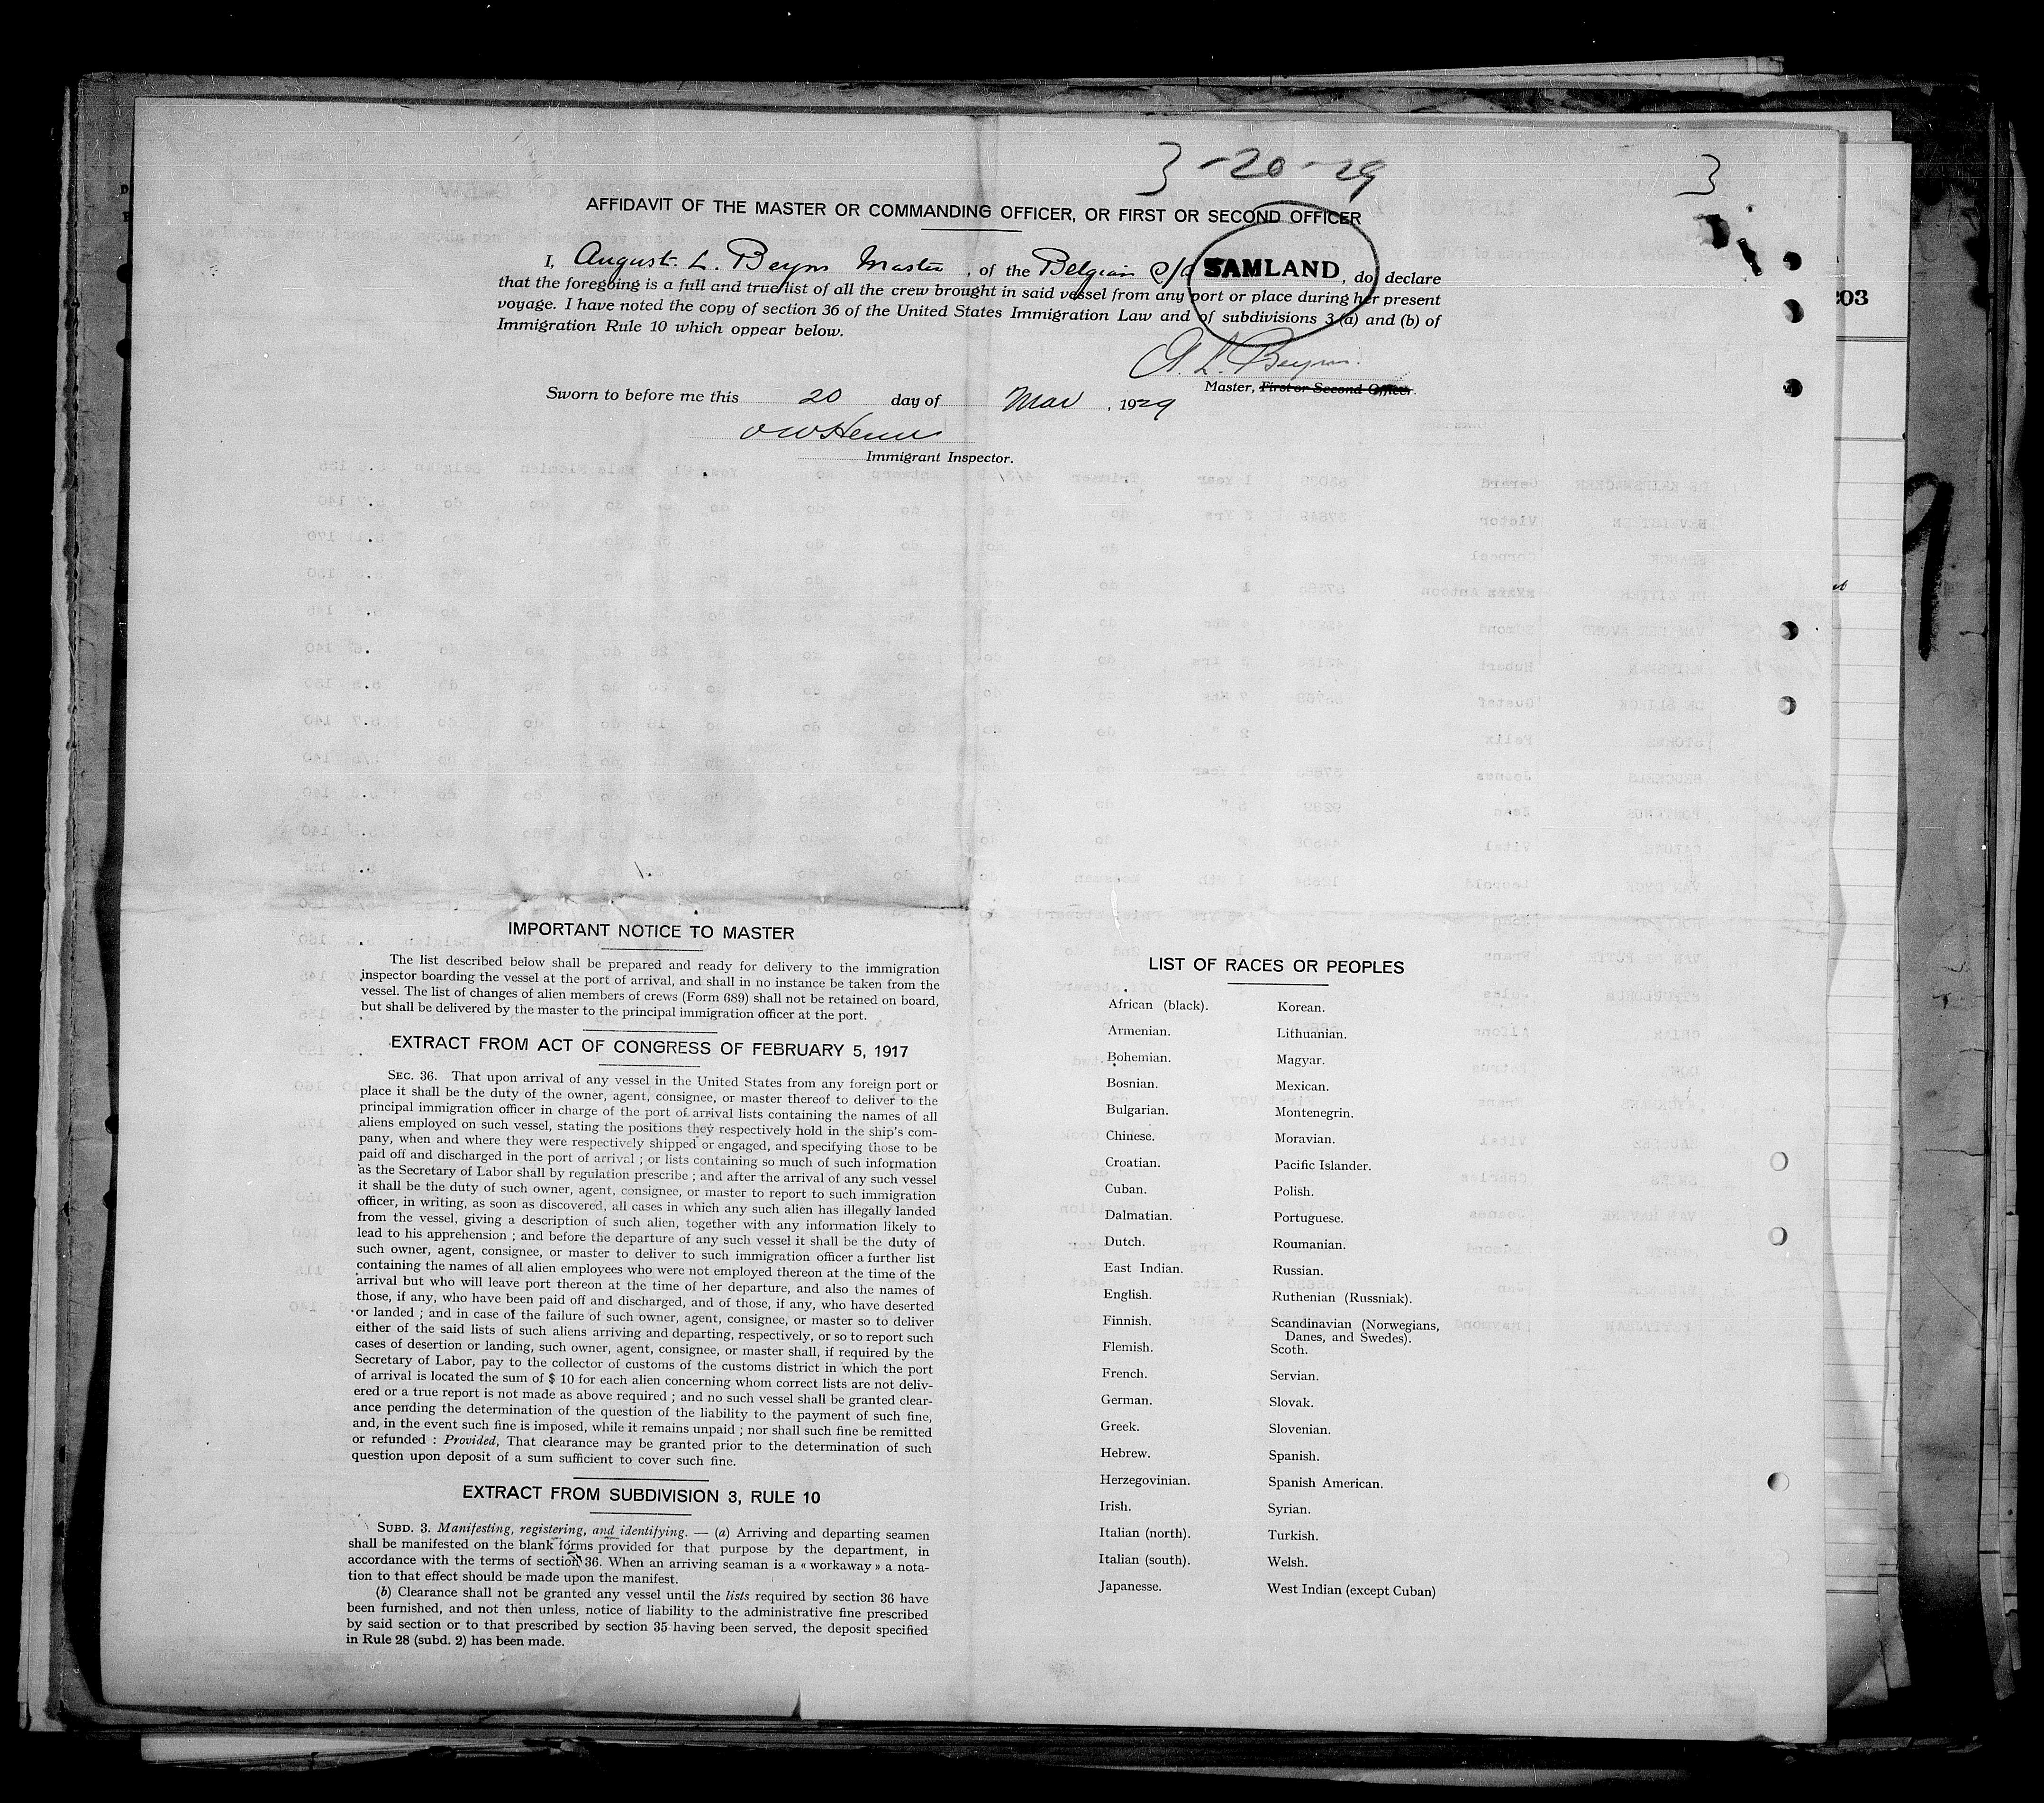 3-20-29
3
AFFIDAVIT OF THE MASTER OR COMMANDING OFFICER, OR FIRST OR SECOND OFFICER
I, August. L. Beyns Master, of the Belgian S/S SAMLAND, do declare
that the foregoing is a full and true list of all the crew brought in said vessel from any port or place during her present
voyage. I have noted the copy of section 36 of the United States Immigration Law and of subdivisions 3 (a) and (b) of
Immigration Rule 10 which oppear below.
A. L. Beyns.
Master, First or Second Officer.
Sworn to before me this 20 day of Mar, 1929
Immigrant Inspector.
203
IMPORTANT NOTICE TO MASTER
The list described below shall be prepared and ready for delivery to the immigration
inspector boarding the vessel at the port of arrival, and shall in no instance be taken from the
vessel. The list of changes of alien members of crews (Form 689) shall not be retained on board,
but shall be delivered by the master to the principal immigration officer at the port.
EXTRACT FROM ACT OF CONGRESS OF FEBRUARY 5, 1917
SEC. 36. That upon arrival of any vessel in the United States from any foreign port or
place it shall be the duty of the owner, agent, consignee, or master thereof to deliver to the
principal immigration officer in charge of the port of arrival lists containing the names of all
aliens employed on such vessel, stating the positions they respectively hold in the ship's com-
pany, when and where they were respectively shipped or engaged, and specifying those to be
paid off and discharged in the port of arrival ; or lists containing so much of such information
as the Secretary of Labor shall by regulation prescribe ; and after the arrival of any such vessel
it shall be the duty of such owner, agent, consignee, or master to report to such immigration
officer, in writing, as soon as discovered, all cases in which any such alien has illegally landed
from the vessel, giving a description of such alien, together with any information likely to
lead to his apprehension ; and before the departure of any such vessel it shall be the duty of
such owner, agent, consignee, or master to deliver to such immigration officer a further list
containing the names of all alien employees who were not employed thereon at the time of the
arrival but who will leave port thereon at the time of her departure, and also the names of
those, if any, who have been paid off and discharged, and of those, if any, who have deserted
or landed ; and in case of the failure of such owner, agent, consignee, or master so to deliver
either of the said lists of such aliens arriving and departing, respectively, or so to report such
cases of desertion or landing, such owner, agent, consignee, or master shall, if required by the
Secretary of Labor, pay to the collector of customs of the customs district in which the port
of arrival is located the sum of $ 10 for each alien concerning whom correct lists are not deliv-
ered or a true report is not made as above required ; and no such vessel shall be granted clear-
ance pending the determination of the question of the liability to the payment of such fine,
and, in the event such fine is imposed, while it remains unpaid ; nor shall such fine be remitted
or refunded : Provided, That clearance may be granted prior to the determination of such
question upon deposit of a sum sufficient to cover such fine.
EXTRACT FROM SUBDIVISION 3, RULE 10
SUBD. 3. Manifesting, registering, and identifying. — (a) Arriving and departing seamen
shall be manifested on the blank forms provided for that purpose by the department, in
accordance with the terms of section 36. When an arriving seaman is a « workaway » a nota-
tion to that effect should be made upon the manifest.
(b) Clearance shall not be granted any vessel until the lists required by section 36 have
been furnished, and not then unless, notice of liability to the administrative fine prescribed
by said section or to that prescribed by section 35 having been served, the deposit specified
in Rule 28 (subd. 2) has been made.
LIST OF RACES OR PEOPLES
African (black).
Armenian.
Bohemian.
Bosnian.
Bulgarian.
Chinese.
Croatian.
Cuban.
Dalmatian.
Dutch.
East Indian.
English.
Finnish.
Flemish.
French.
German.
Greek.
Hebrew.
Herzegovinian.
Irish.
Italian (north).
Italian (south).
Japanesse.
Korean.
Lithuanian.
Magyar.
Mexican.
Montenegrin.
Moravian.
Pacific Islander.
Polish.
Portuguese.
Roumanian.
Russian.
Ruthenian (Russniak).
Scandinavian (Norwegians,
Danes, and Swedes).
Scoth.
Servian.
Slovak.
Slovenian.
Spanish.
Spanish American.
Syrian.
Turkish.
Welsh.
West Indian (except Cuban)